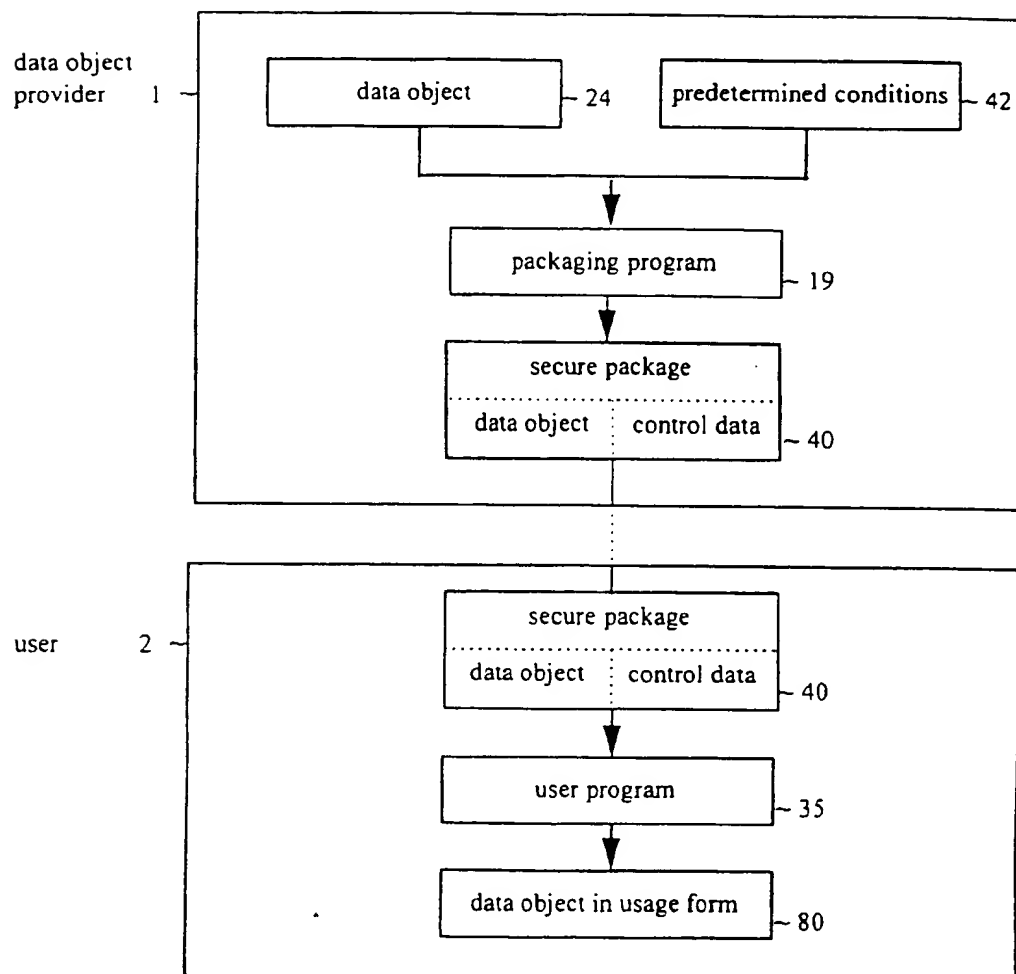 data object
provider 1
data object
24
predetermined conditions
42
packaging program
19
secure package
data object
control data
40
user 2
secure package
data object
control data
40
user program
35
data object in usage form
80